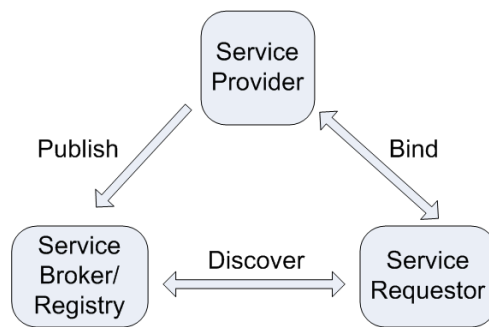 Service
Provider
Publish
Bind
Service
Broker/
Registry
Discover
Service
Requestor